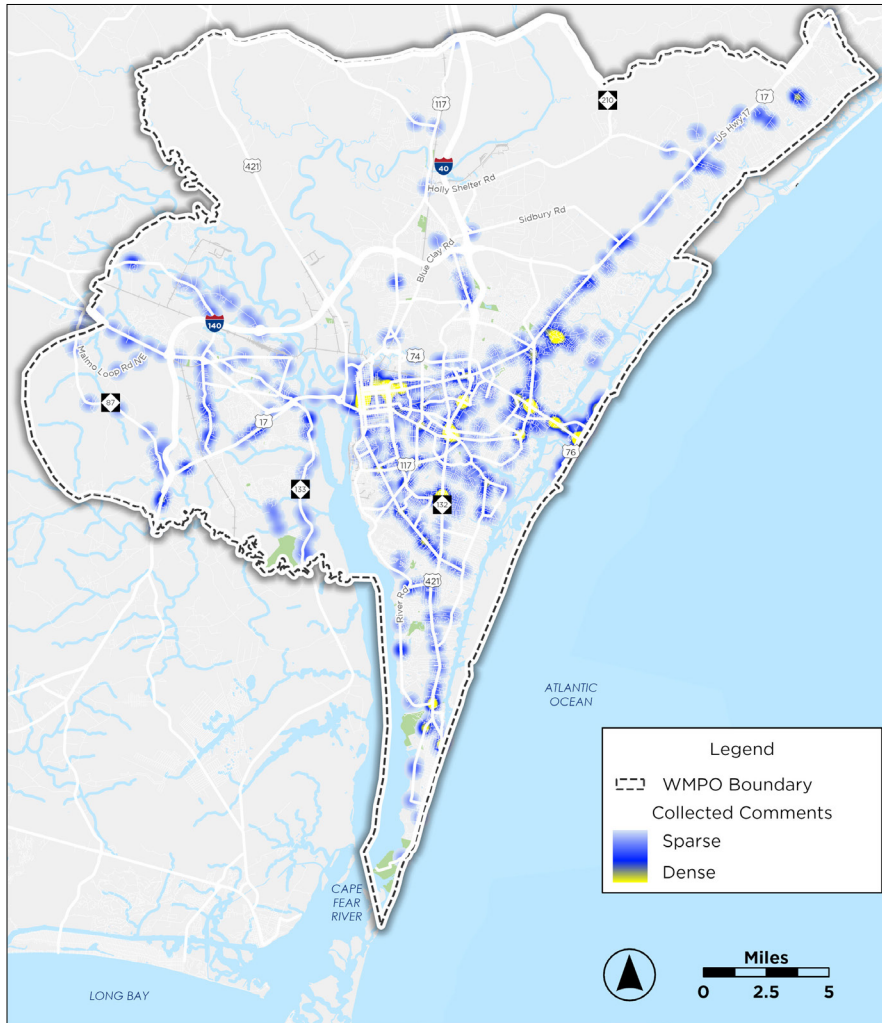 210
17
US Hwy 17
117
40
421
Holly Shelter Rd
Sidbury Rd
Blue Clay Rd
140
74
Malmo Loop Rd NE
87
17
76
117
133
132
421
River Rd
ATLANTIC
OCEAN
CAPE
FEAR
RIVER
LONG BAY
Legend
WMPO Boundary
Collected Comments
Sparse
Dense
Miles
0 2.5 5